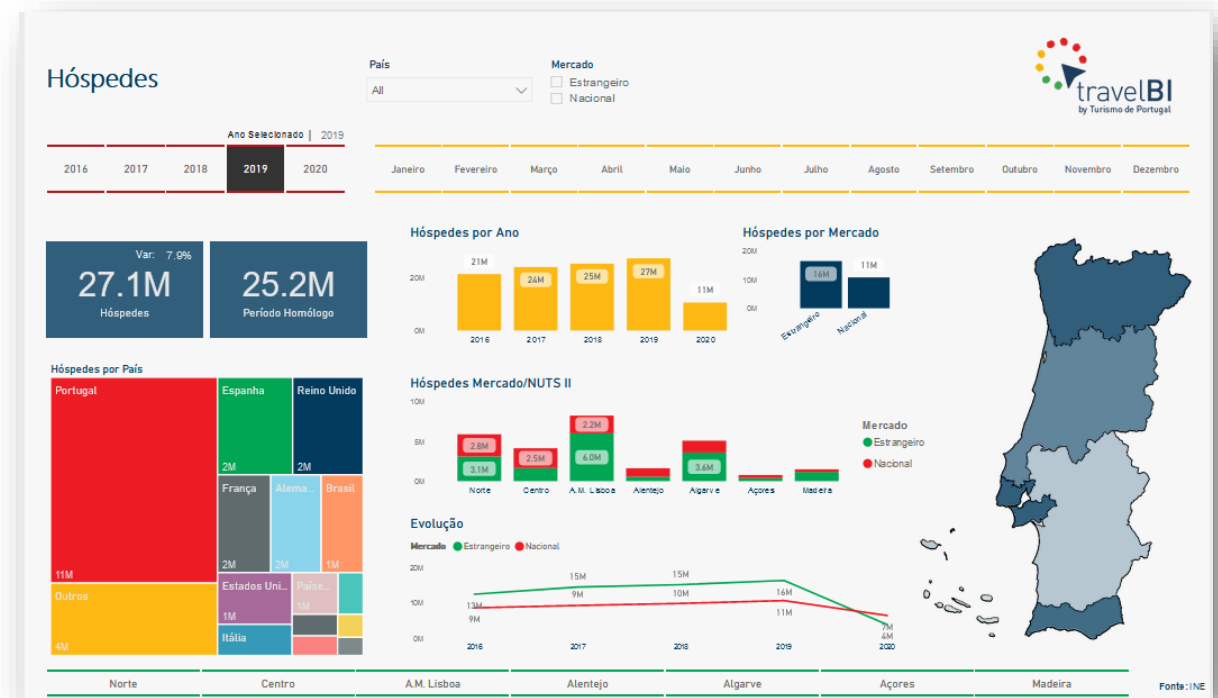 Hóspedes
País
All
Mercado
Estrangeiro
Nacional
travelBI
by Turismo de Portugal
Ano Selecionado | 2019
2016 2017 2018 2019 2020
Janeiro Fevereiro Março Abril Maio Junho Julho Agosto Setembro Outubro Novembro Dezembro
Var: 7.9%
27.1M
Hóspedes
25.2M
Período Homólogo
Hóspedes por Ano
20M
0M
21M
24M
25M
27M
11M
2016 2017 2018 2019 2020
Hóspedes por Mercado
20M
10M
0M
16M
11M
Estrangeiro
Nacional
Hóspedes por País
Portugal
11M
Outros
4M
Espanha
2M
Reino Unido
2M
França
2M
Alema...
2M
Brasil
1M
Estados Uni...
1M
Paíse...
1M
Itália
Hóspedes Mercado/NUTS II
10M
5M
0M
2.8M
3.1M
2.5M
2.2M
6.0M
3.6M
Norte Centro A.M. Lisboa Alentejo Algarve Açores Madeira
Mercado
Estrangeiro
Nacional
Evolução
Mercado Estrangeiro Nacional
20M
10M
0M
13M
9M
15M
9M
15M
10M
16M
11M
7M
4M
2016 2017 2018 2019 2020
Norte Centro A.M. Lisboa Alentejo Algarve Açores Madeira
Fonte: INE